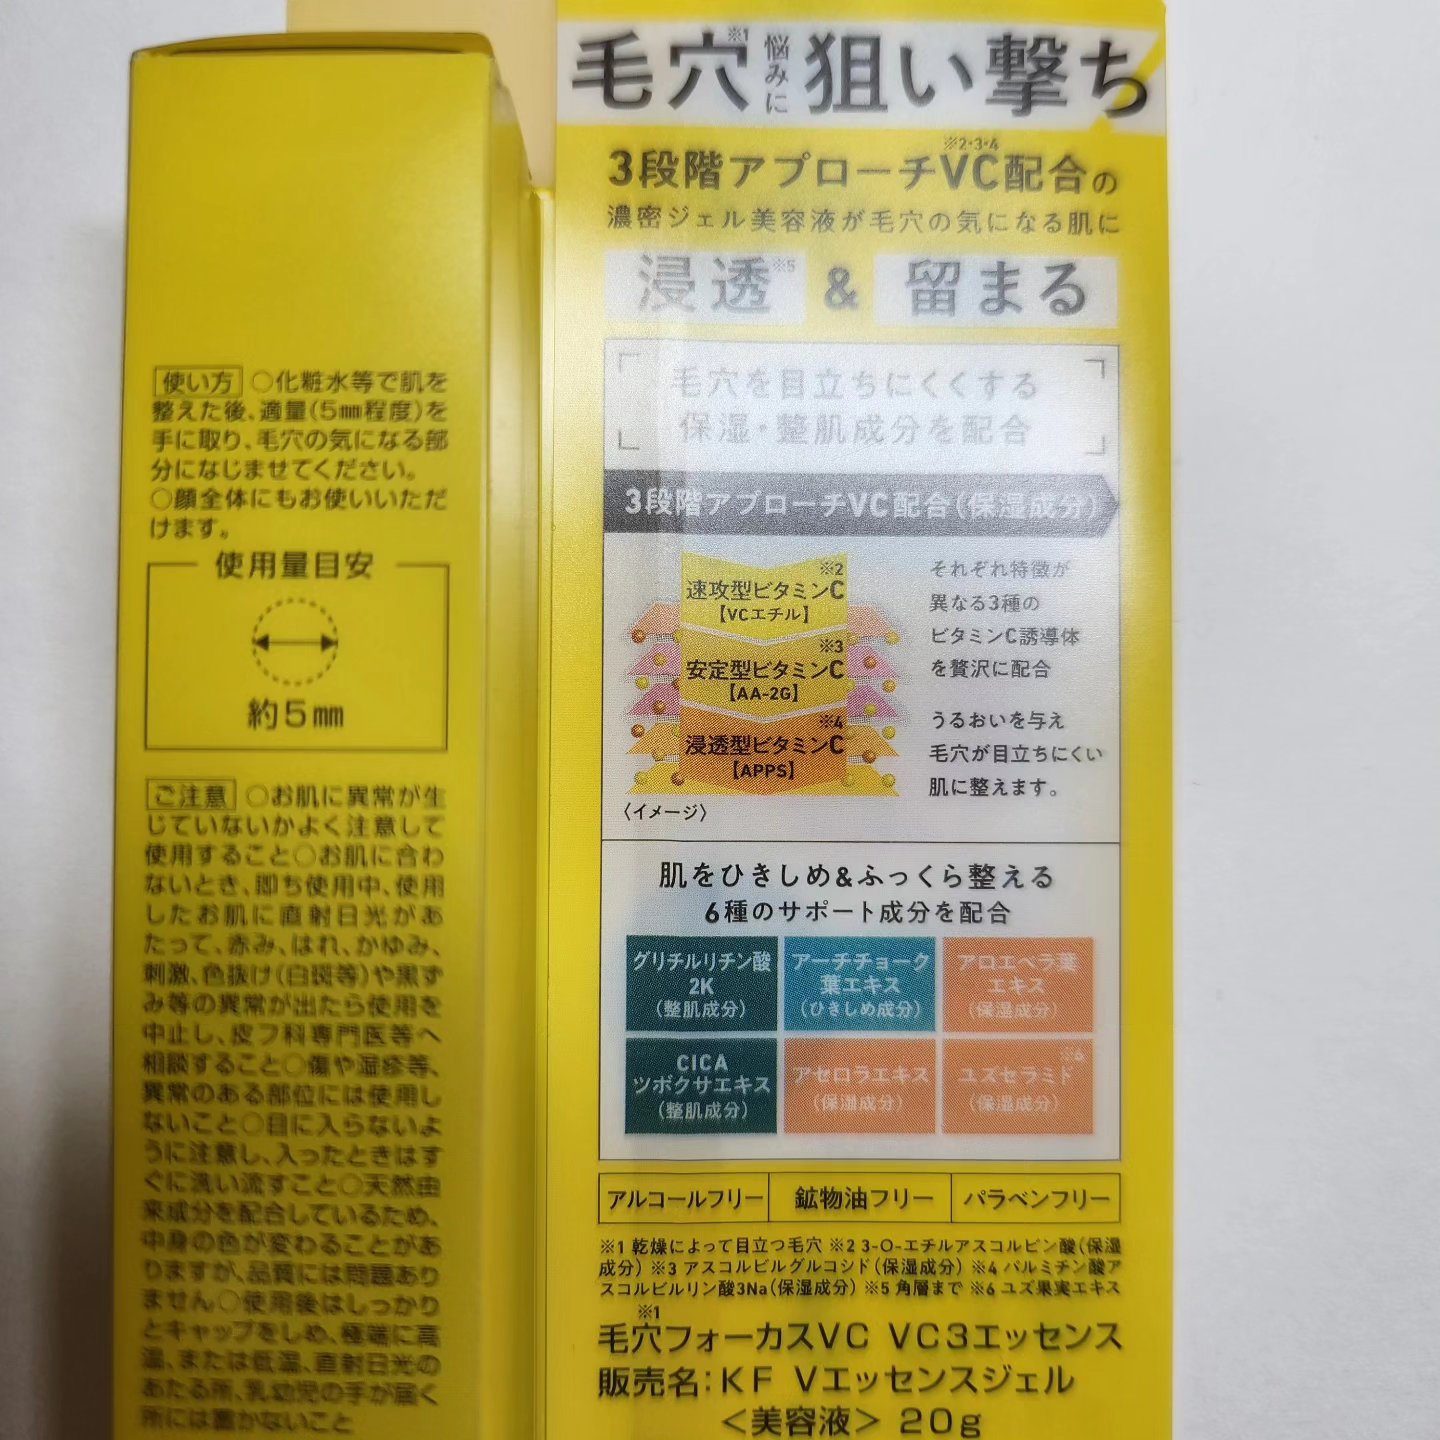 使い方 ○化粧水等で肌を
整えた後、適量(5㎜程度)を
手に取り、毛穴の気になる部
分になじませてください。
○顔全体にもお使いいただ
けます。
使用量目安
約5㎜
ご注意 ○お肌に異常が生
じていないかよく注意して
使用すること○お肌に合わ
ないとき、即ち使用中、使用
したお肌に直射日光があ
たって、赤み、はれ、かゆみ、
刺激、色抜け(白斑等)や黒ず
み等の異常が出たら使用を
中止し、皮フ科専門医等へ
相談すること○傷や湿疹等、
異常のある部位には使用し
ないこと○目に入らないよ
うに注意し、入ったときはす
ぐに洗い流すこと○天然由
来成分を配合しているため、
中身の色が変わることがあ
りますが、品質には問題あり
ません○使用後はしっかり
とキャップをしめ、極端に高
温、または低温、直射日光の
あたる所、乳幼児の手が届く
所には置かないこと
毛穴※1悩みに狙い撃ち
3段階アプローチVC※2・3・4配合の
濃密ジェル美容液が毛穴の気になる肌に
浸透※5 & 留まる
毛穴を目立ちにくくする
保湿・整肌成分を配合
3段階アプローチVC配合(保湿成分)
速攻型ビタミンC※2
【VCエチル】
安定型ビタミンC※3
【AA-2G】
浸透型ビタミンC※4
【APPS】
〈イメージ〉
それぞれ特徴が
異なる3種の
ビタミンC誘導体
を贅沢に配合
うるおいを与え
毛穴が目立ちにくい
肌に整えます。
肌をひきしめ&ふっくら整える
6種のサポート成分を配合
グリチルリチン酸
2K
(整肌成分)
アーチチョーク
葉エキス
(ひきしめ成分)
アロエベラ葉
エキス
(保湿成分)
CICA
ツボクサエキス
(整肌成分)
アセロラエキス
(保湿成分)
ユズセラミド※6
(保湿成分)
アルコールフリー 鉱物油フリー パラベンフリー
※1 乾燥によって目立つ毛穴 ※2 3-O-エチルアスコルビン酸(保湿
成分) ※3 アスコルビルグルコシド(保湿成分) ※4 パルミチン酸ア
スコルビルリン酸3Na(保湿成分) ※5 角層まで ※6 ユズ果実エキス
毛穴※1フォーカスVC VC3エッセンス
販売名:KF Vエッセンスジェル
<美容液> 20g